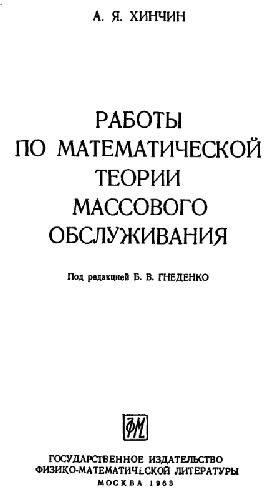 А. Я. ХИНЧИН
РАБОТЫ
ПО МАТЕМАТИЧЕСКОЙ
ТЕОРИИ
МАССОВОГО
ОБСЛУЖИВАНИЯ
Под редакцией Б. В. ГНЕДЕНКО
ФМ
ГОСУДАРСТВЕННОЕ ИЗДАТЕЛЬСТВО
ФИЗИКО-МАТЕМАТИЧЕСКОЙ ЛИТЕРАТУРЫ
МОСКВА 1963